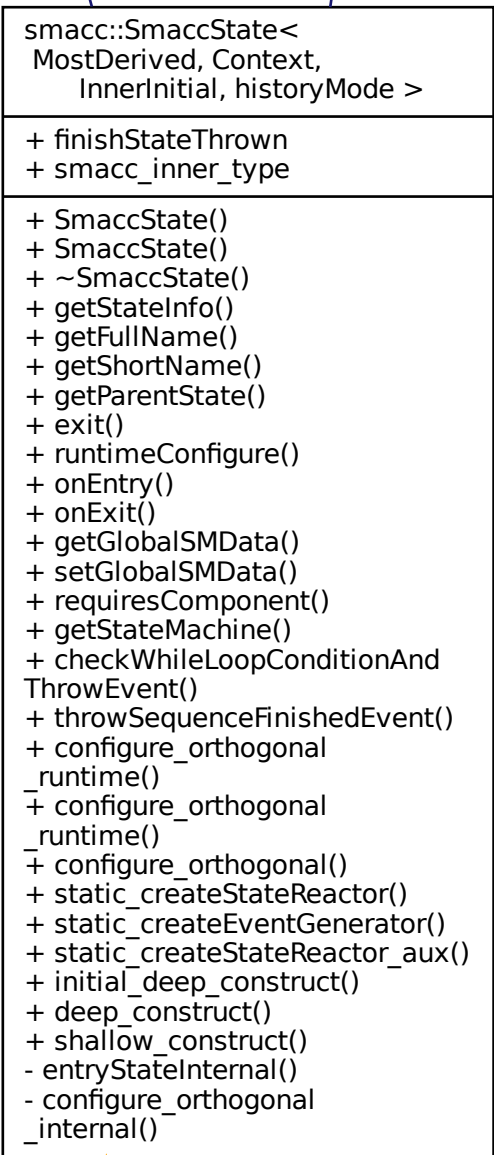 smacc::SmaccState<
MostDerived, Context,
InnerInitial, historyMode >
+ finishStateThrown
+ smacc_inner_type
+ SmaccState()
+ SmaccState()
+ ~SmaccState()
+ getStateInfo()
+ getFullName()
+ getShortName()
+ getParentState()
+ exit()
+ runtimeConfigure()
+ onEntry()
+ onExit()
+ getGlobalSMData()
+ setGlobalSMData()
+ requiresComponent()
+ getStateMachine()
+ checkWhileLoopConditionAnd
ThrowEvent()
+ throwSequenceFinishedEvent()
+ configure_orthogonal
_runtime()
+ configure_orthogonal
_runtime()
+ configure_orthogonal()
+ static_createStateReactor()
+ static_createEventGenerator()
+ static_createStateReactor_aux()
+ initial_deep_construct()
+ deep_construct()
+ shallow_construct()
- entryStateInternal()
- configure_orthogonal
_internal()